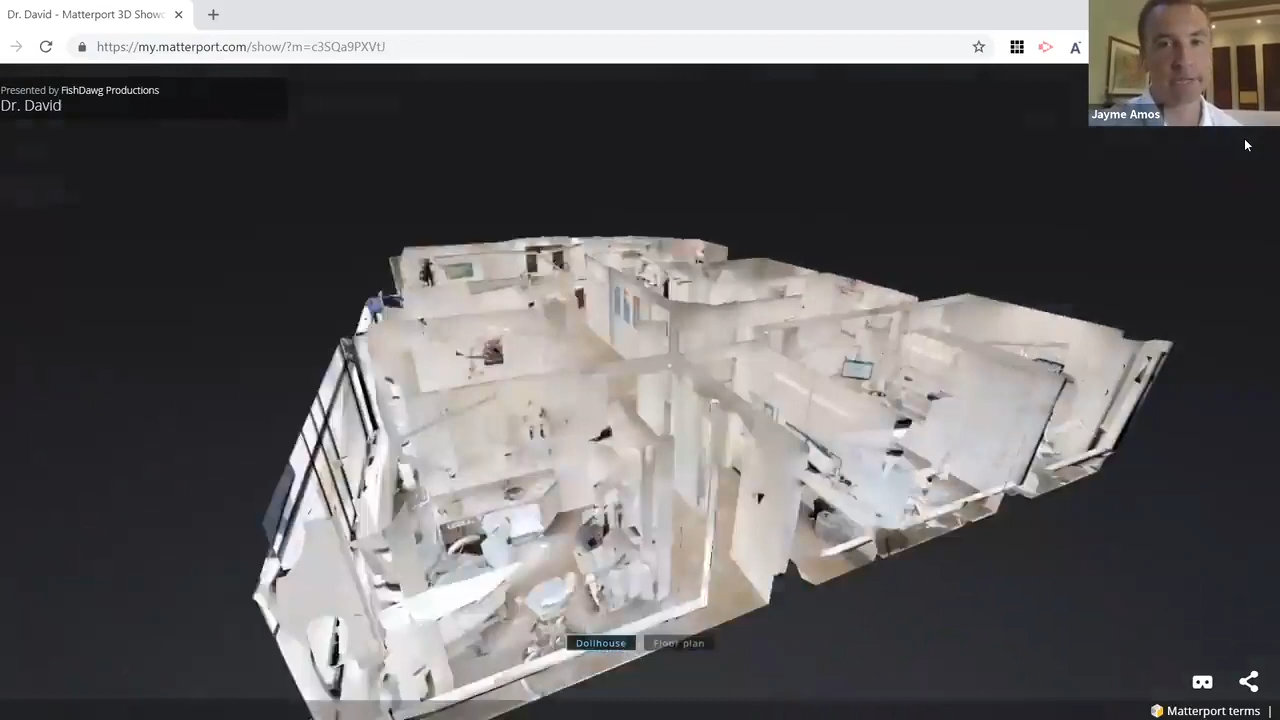 Dr. David - Matterport 3D Showc
https://my.matterport.com/show/?m=
Presented by FishDawg Productions
Dr. David
Jayme Amos
Dollhouse
Floor plan
Matterport terms